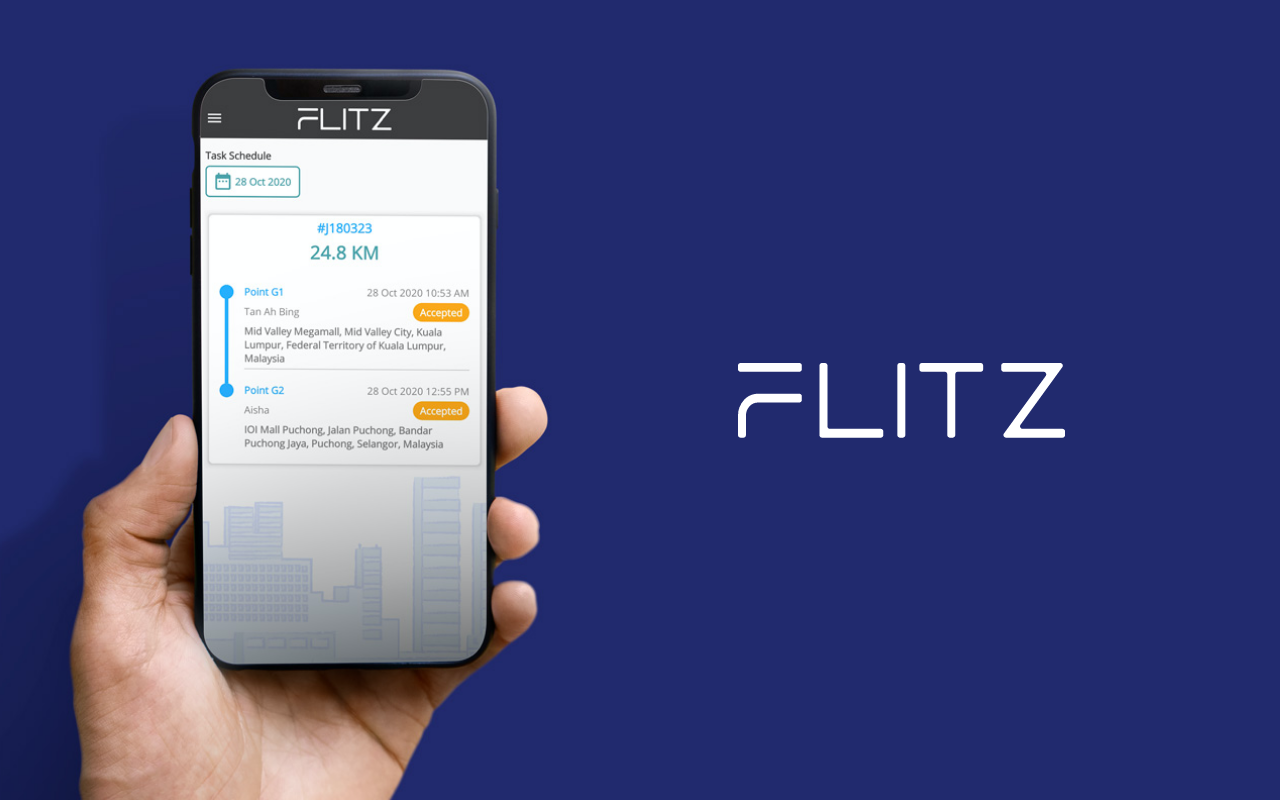 FLITZ
Task Schedule
28 Oct 2020
#J180323
24.8 KM
Point G1
28 Oct 2020 10:53 AM
Tan Ah Bing
Accepted
Mid Valley Megamall, Mid Valley City, Kuala
Lumpur, Federal Territory of Kuala Lumpur,
Malaysia
Point G2
28 Oct 2020 12:55 PM
Aisha
Accepted
IOI Mall Puchong, Jalan Puchong, Bandar
Puchong Jaya, Puchong, Selangor, Malaysia
FLITZ